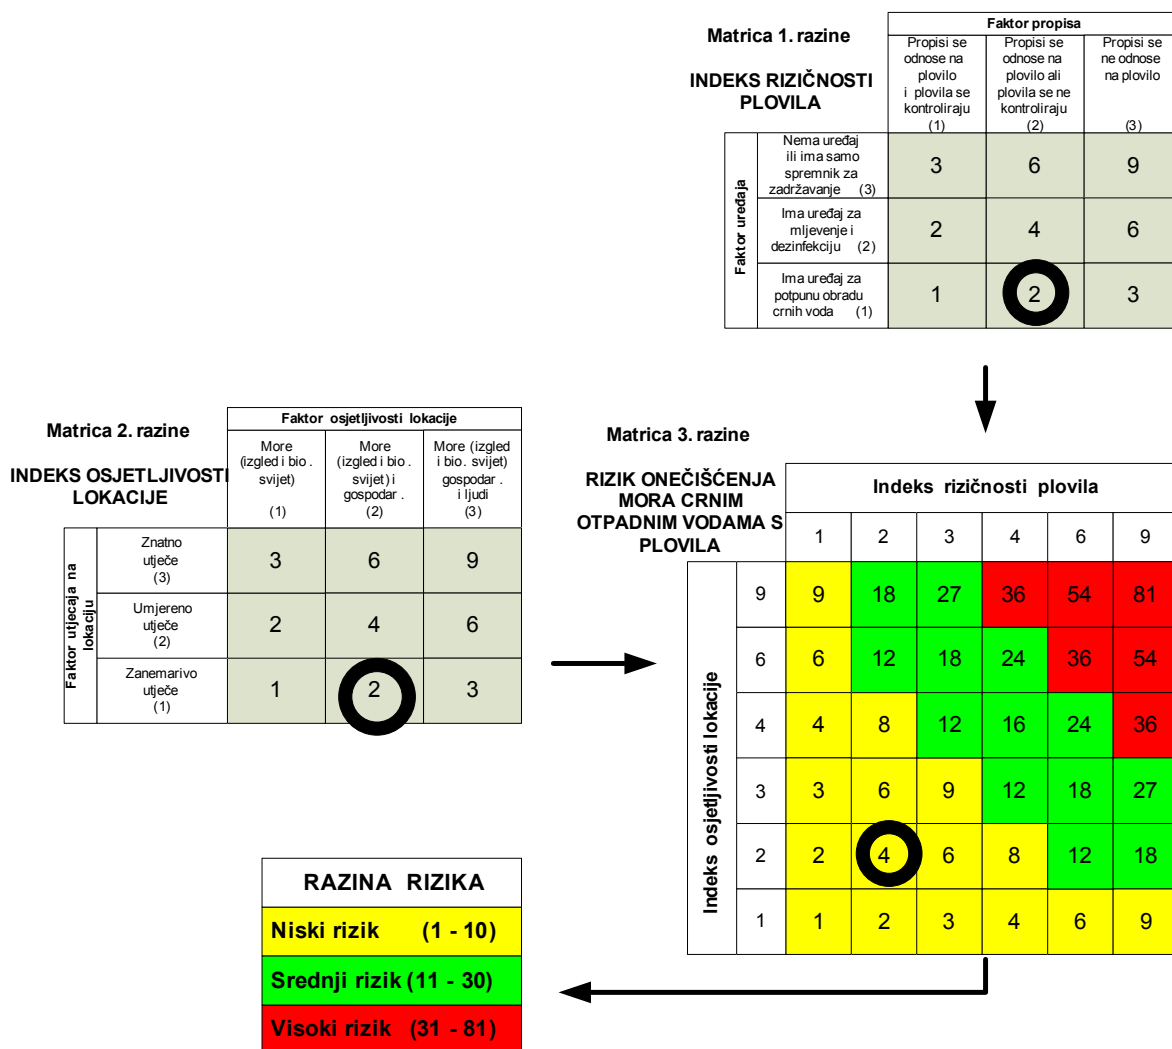 Matrica 1. razine
INDEKS RIZIČNOSTI
PLOVILA
Faktor propisa
Propisi se
odnose na
plovilo
i plovila se
kontroliraju
(1)
Propisi se
odnose na
plovilo ali
plovila se ne
kontroliraju
(2)
Propisi se
ne odnose
na plovilo
(3)
Faktor uređaja
Nema uređaj
ili ima samo
spremnik za
zadržavanje (3)
3 6 9
Ima uređaj za
mljevenje i
dezinfekciju (2)
2 4 6
Ima uređaj za
potpunu obradu
crnih voda (1)
1 2 3
Matrica 2. razine
INDEKS OSJETLJIVOSTI
LOKACIJE
Faktor osjetljivosti lokacije
More
(izgled i bio.
svijet)
(1)
More
(izgled i bio.
svijet) i
gospodar.
(2)
More (izgled
i bio. svijet)
gospodar.
i ljudi
(3)
Faktor utjecaja na
lokaciju
Znatno
utječe
(3)
3 6 9
Umjereno
utječe
(2)
2 4 6
Zanemarivo
utječe
(1)
1 2 3
Matrica 3. razine
RIZIK ONEČIŠĆENJA
MORA CRNIM
OTPADNIM VODAMA S
PLOVILA
Indeks rizičnosti plovila
1 2 3 4 6 9
Indeks osjetljivosti lokacije
9 9 18 27 36 54 81
6 6 12 18 24 36 54
4 4 8 12 16 24 36
3 3 6 9 12 18 27
2 2 4 6 8 12 18
1 1 2 3 4 6 9
RAZINA RIZIKA
Niski rizik (1 - 10)
Srednji rizik (11 - 30)
Visoki rizik (31 - 81)